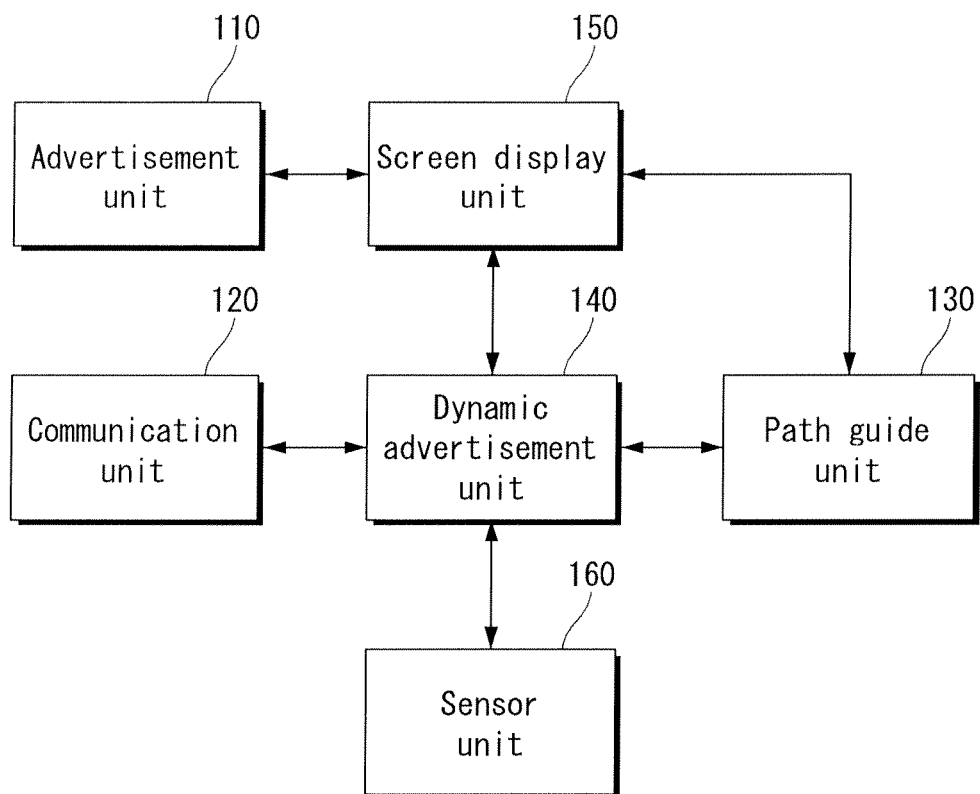 110
150
Advertisement
unit
Screen display
unit
120
140
130
Communication
unit
Dynamic
advertisement
unit
Path guide
unit
160
Sensor
unit